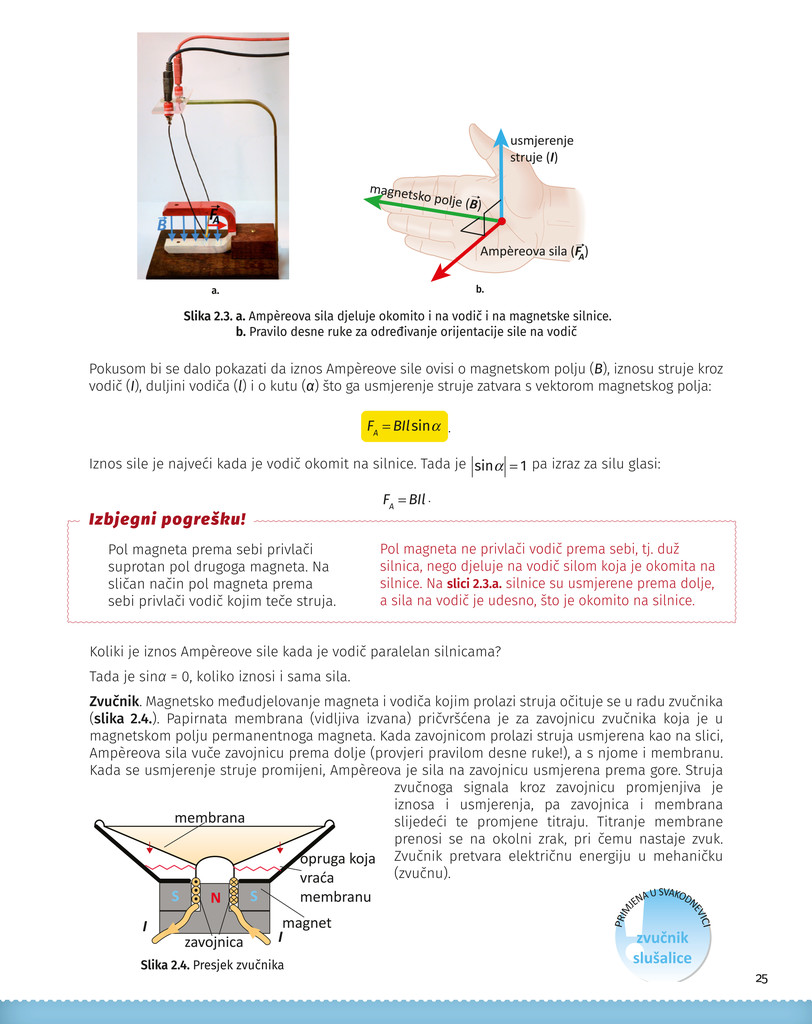 B
F
A
a.
usmjerenje
struje (I)
magnetsko polje (B)
Ampèreova sila (F
A
)
b.
Slika 2.3. a. Ampèreova sila djeluje okomito i na vodič i na magnetske silnice.
b. Pravilo desne ruke za određivanje orijentacije sile na vodič
Pokusom bi se dalo pokazati da iznos Ampèreove sile ovisi o magnetskom polju (B), iznosu struje kroz
vodič (I), duljini vodiča (l) i o kutu (α) što ga usmjerenje struje zatvara s vektorom magnetskog polja:
F_A = BIl sin α .
Iznos sile je najveći kada je vodič okomit na silnice. Tada je |sin α| = 1 pa izraz za silu glasi:
F_A = BIl .
Izbjegni pogrešku!
Pol magneta prema sebi privlači
suprotan pol drugoga magneta. Na
sličan način pol magneta prema
sebi privlači vodič kojim teče struja.
Pol magneta ne privlači vodič prema sebi, tj. duž
silnica, nego djeluje na vodič silom koja je okomita na
silnice. Na slici 2.3.a. silnice su usmjerene prema dolje,
a sila na vodič je udesno, što je okomito na silnice.
Koliki je iznos Ampèreove sile kada je vodič paralelan silnicama?
Tada je sinα = 0, koliko iznosi i sama sila.
Zvučnik. Magnetsko međudjelovanje magneta i vodiča kojim prolazi struja očituje se u radu zvučnika
(slika 2.4.). Papirnata membrana (vidljiva izvana) pričvršćena je za zavojnicu zvučnika koja je u
magnetskom polju permanentnoga magneta. Kada zavojnicom prolazi struja usmjerena kao na slici,
Ampèreova sila vuče zavojnicu prema dolje (provjeri pravilom desne ruke!), a s njome i membranu.
Kada se usmjerenje struje promijeni, Ampèreova je sila na zavojnicu usmjerena prema gore. Struja
zvučnoga signala kroz zavojnicu promjenjiva je
iznosa i usmjerenja, pa zavojnica i membrana
slijedeći te promjene titraju. Titranje membrane
prenosi se na okolni zrak, pri čemu nastaje zvuk.
Zvučnik pretvara električnu energiju u mehaničku
(zvučnu).
membrana
opruga koja
vraća
membranu
S
N
S
magnet
I
I
zavojnica
Slika 2.4. Presjek zvučnika
PRIMJENA U SVAKODNEVICI
zvučnik
slušalice
25